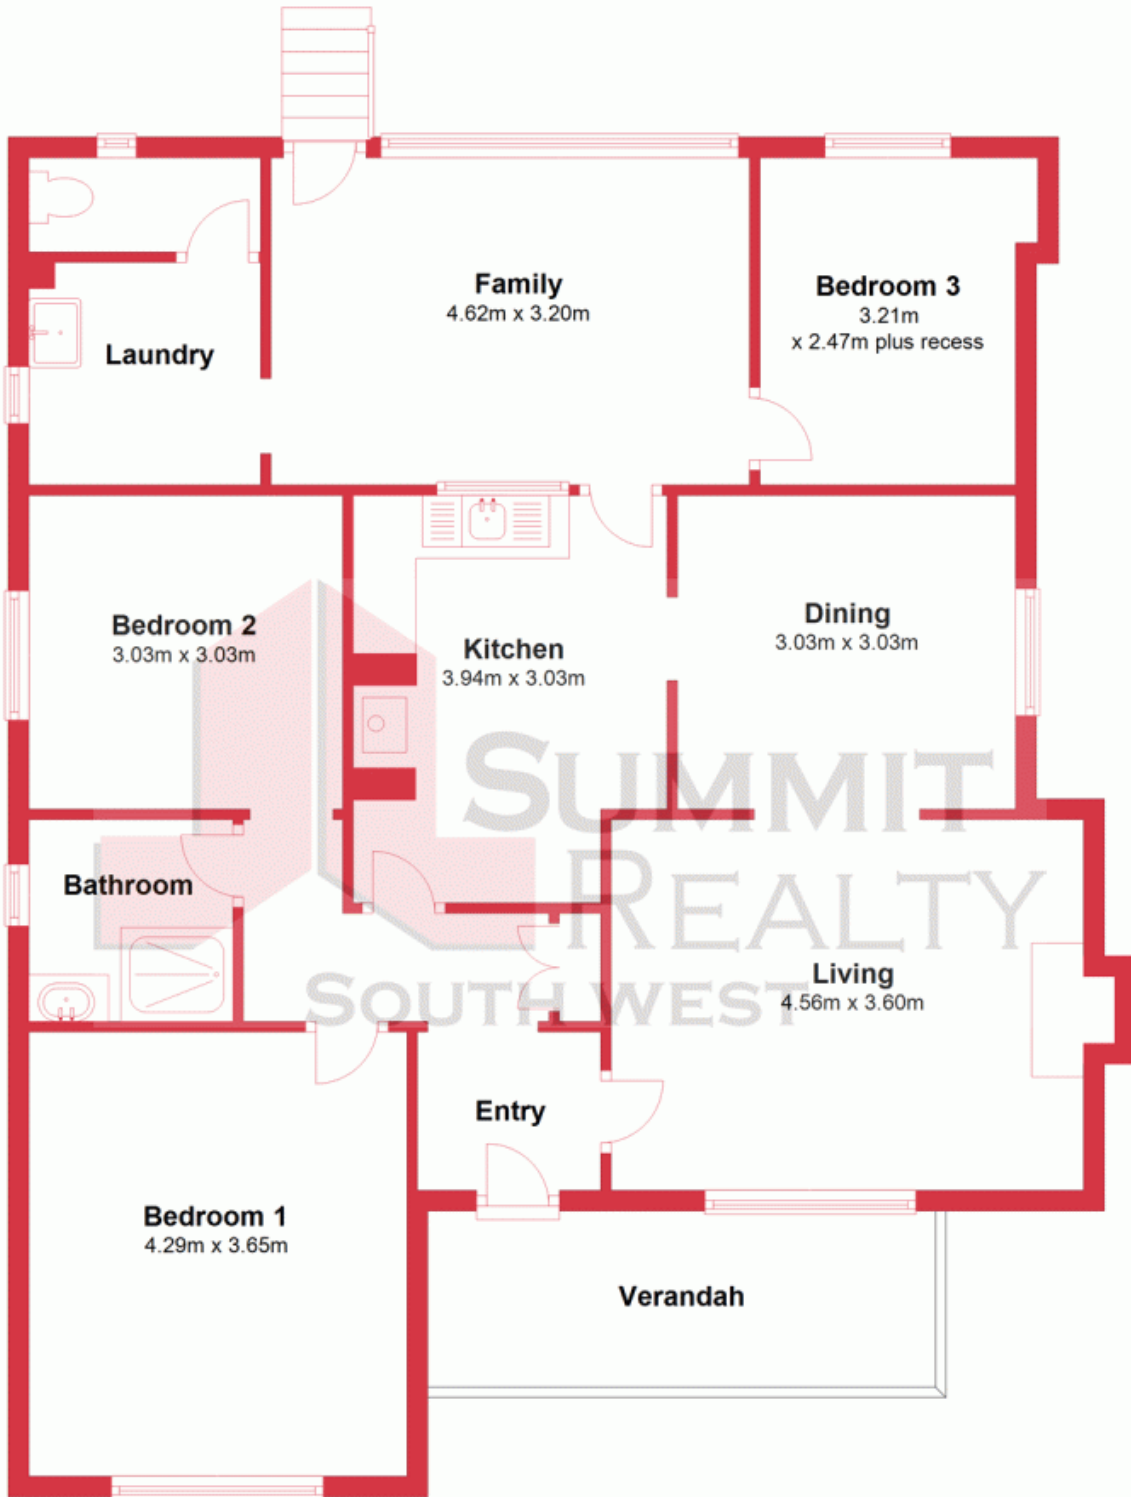 Family
4.62m x 3.20m
Bedroom 3
3.21m
x 2.47m plus recess
Laundry
Bedroom 2
3.03m x 3.03m
Kitchen
3.94m x 3.03m
Dining
3.03m x 3.03m
SUMMIT
REALTY
SOUTH WEST
Bathroom
Living
4.56m x 3.60m
Entry
Bedroom 1
4.29m x 3.65m
Verandah